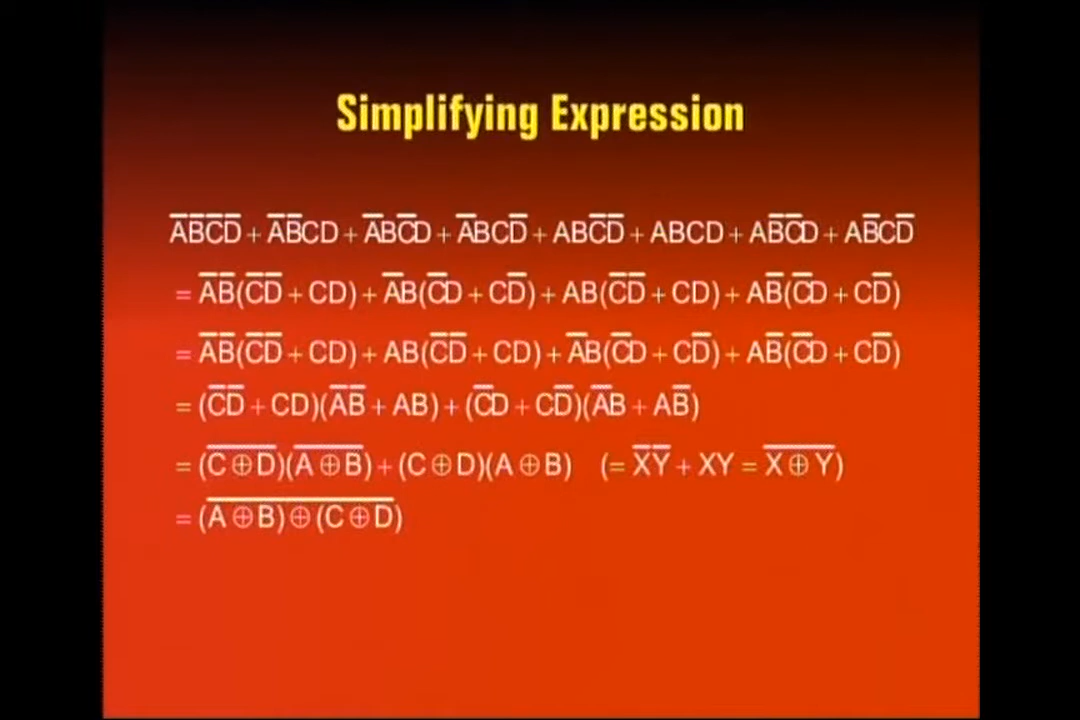 Simplifying Expression
A̅B̅C̅D̅ + A̅B̅CD + A̅BC̅D + A̅BCD̅ + ABC̅D̅ + ABCD + AB̅C̅D + AB̅CD̅
= A̅B̅(C̅D̅ + CD) + A̅B(C̅D + CD̅) + AB(C̅D̅ + CD) + AB̅(C̅D + CD̅)
= A̅B̅(C̅D̅ + CD) + AB(C̅D̅ + CD) + A̅B(C̅D + CD̅) + AB̅(C̅D + CD̅)
= (C̅D̅ + CD)(A̅B̅ + AB) + (C̅D + CD̅)(A̅B + AB̅)
= (C̅ ̅⊕̅ ̅D̅)(A̅ ̅⊕̅ ̅B̅) + (C ⊕ D)(A ⊕ B) (= X̅Y̅ + XY = X̅ ̅⊕̅ ̅Y̅)
= (̅A̅ ̅⊕̅ ̅B̅)̅ ̅⊕̅ ̅(̅C̅ ̅⊕̅ ̅D̅)